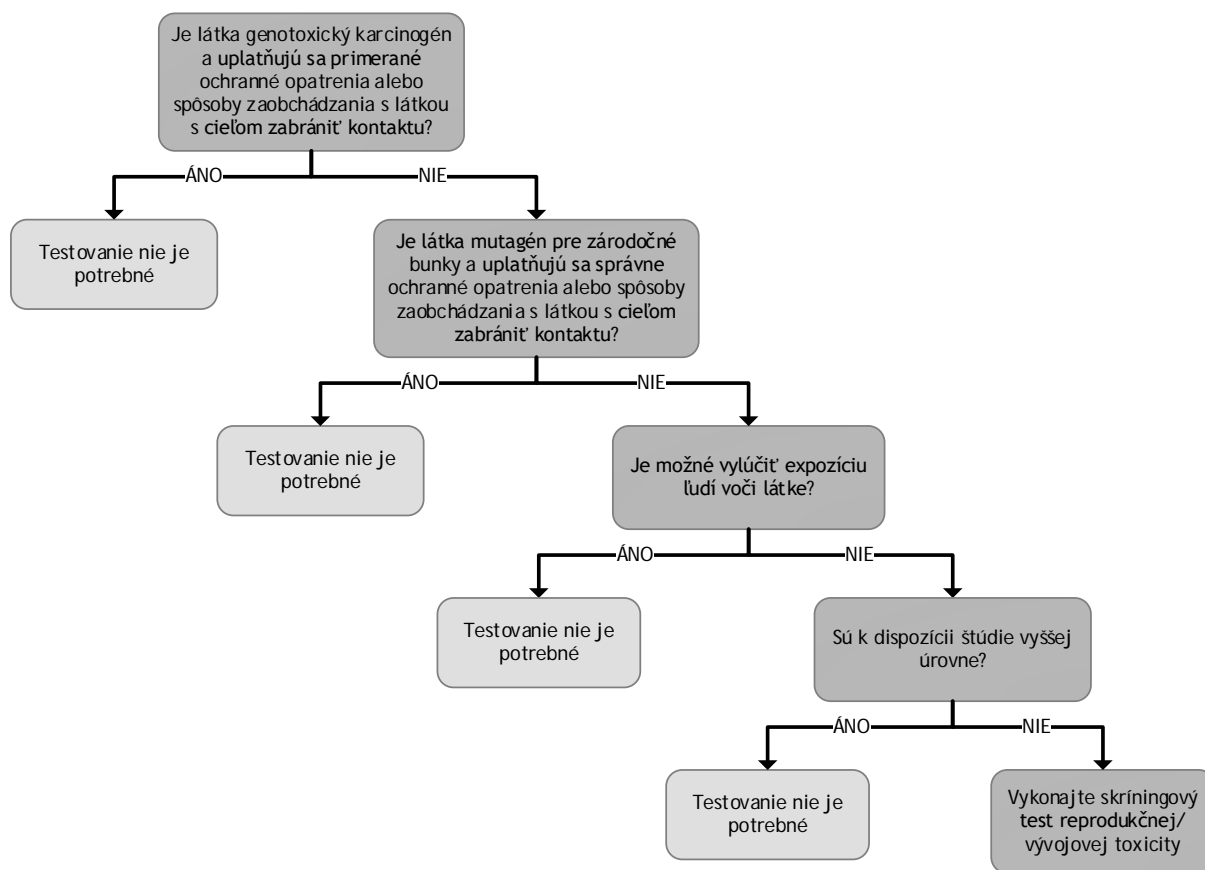 Je látka genotoxický karcinogén
a uplatňujú sa primerané
ochranné opatrenia alebo
spôsoby zaobchádzania s látkou
s cieľom zabrániť kontaktu?
ÁNO
NIE
Testovanie nie je
potrebné
Je látka mutagén pre zárodočné
bunky a uplatňujú sa správne
ochranné opatrenia alebo spôsoby
zaobchádzania s látkou s cieľom
zabrániť kontaktu?
ÁNO
NIE
Testovanie nie je
potrebné
Je možné vylúčiť expozíciu
ľudí voči látke?
ÁNO
NIE
Testovanie nie je
potrebné
Sú k dispozícii štúdie vyššej
úrovne?
ÁNO
NIE
Testovanie nie je
potrebné
Vykonajte skríningový
test reprodukčnej/
vývojovej toxicity